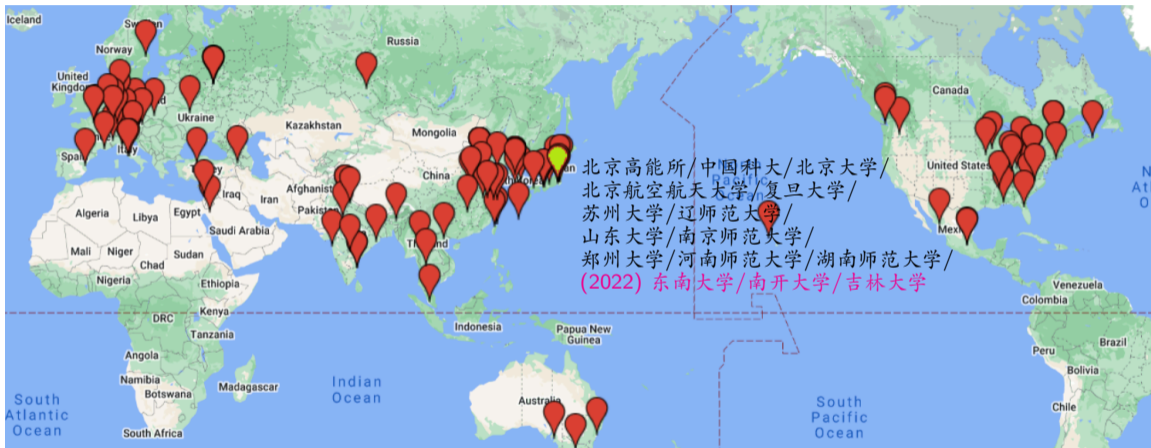 Iceland
Sweden
Norway
Russia
Canada
United
Kingdom
Ukraine
Kazakhstan
Mongolia
Spain
Italy
United States
China
Afghanistan
Iraq
Iran
Pakistan
Algeria
Libya
Egypt
Saudi Arabia
Mali
Niger
Sudan
Chad
Nigeria
Ethiopia
Thailand
Mexico
北京高能所/中国科大/北京大学/
北京航空航天大学/复旦大学/
苏州大学/辽师范大学/
山东大学/南京师范大学/
郑州大学/河南师范大学/湖南师范大学/
(2022) 东南大学/南开大学/吉林大学
Pacific
Ocean
Venezuela
Colombia
Kenya
DRC
Tanzania
Indonesia
Papua New
Guinea
Angola
Namibia
Botswana
Madagascar
South Africa
South
Atlantic
Ocean
Indian
Ocean
Australia
South
Pacific
Ocean
Peru
Brazil
Bolivia
Chile